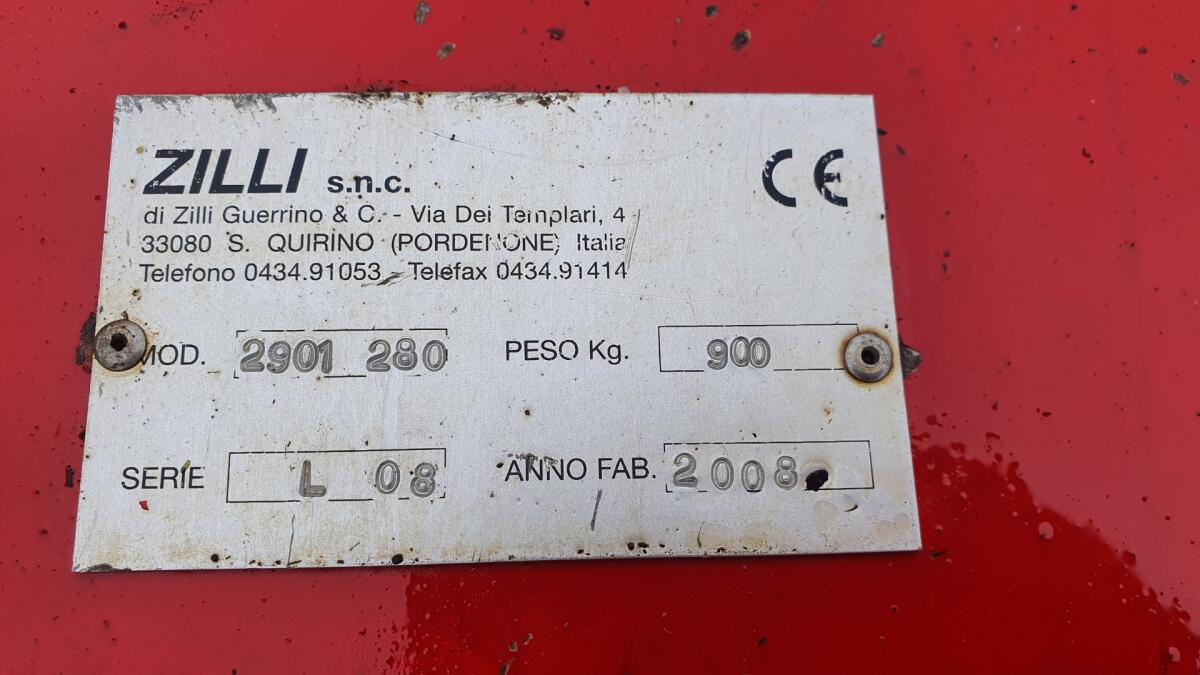 ZILLI s.n.c.
CE
di Zilli Guerrino & C. - Via Dei Templari, 4
33080 S. QUIRINO (PORDENONE) Italia
Telefono 0434.91053 - Telefax 0434.91414
MOD. 2901 280 PESO Kg. 900
SERIE L 08 ANNO FAB. 2008